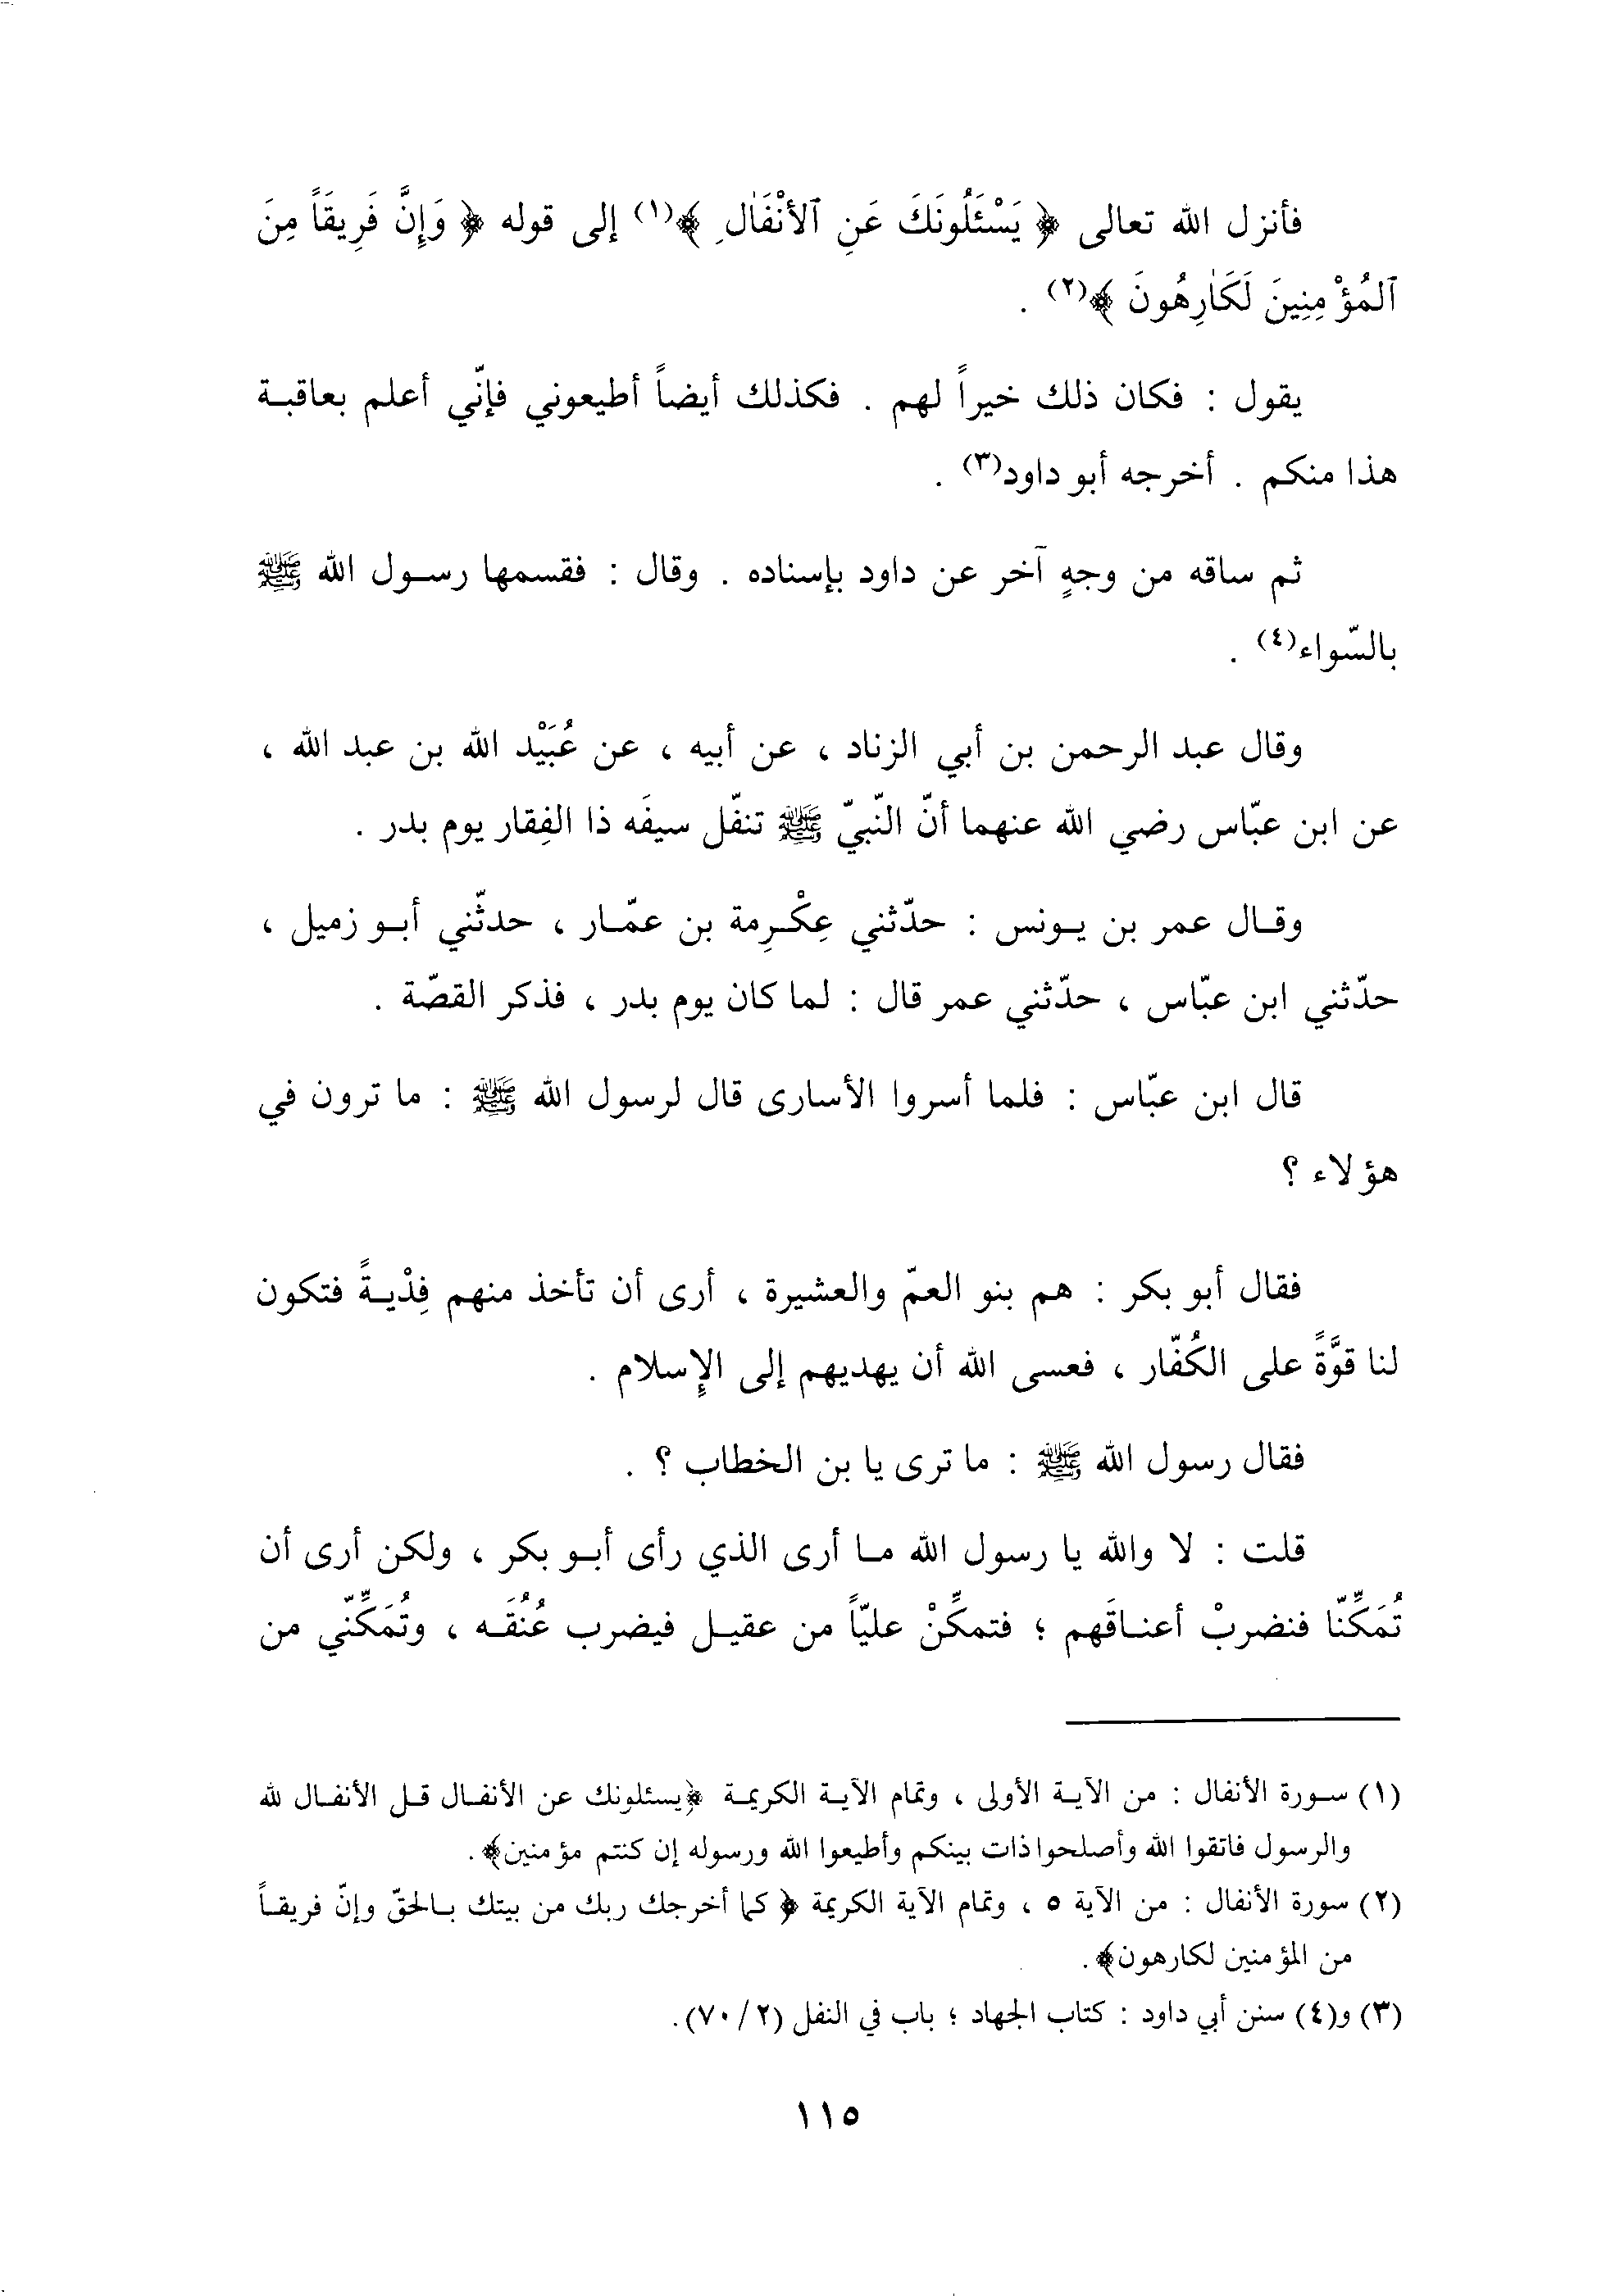 فأنزل الله تعالى ﴿ يَسْئَلُونَكَ عَنِ ٱلأَنْفَالِ ﴾(١) إلى قوله ﴿ وَإِنَّ فَرِيقَاً مِنَ
ٱلمُؤْمِنِينَ لَكَارِهُونَ ﴾(٢) .
يقول : فكان ذلك خيراً لهم . فكذلك أيضاً أطيعوني فإنّي أعلم بعاقبة
هذا منكم . أخرجه أبو داود(٣) .
ثم ساقه من وجهٍ آخر عن داود بإسناده . وقال : فقسمها رسول الله ﷺ
بالسّواء(٤) .
وقال عبد الرحمن بن أبي الزناد ، عن أبيه ، عن عُبَيْد الله بن عبد الله ،
عن ابن عبّاس رضي الله عنهما أنّ النّبيّ ﷺ تنفّل سيفَه ذا الفِقار يوم بدر .
وقال عمر بن يونس : حدّثني عِكْرِمة بن عمّار ، حدثّني أبو زميل ،
حدّثني ابن عبّاس ، حدّثني عمر قال : لما كان يوم بدر ، فذكر القصّة .
قال ابن عبّاس : فلما أسروا الأسارى قال لرسول الله ﷺ : ما ترون في
هؤلاء ؟
فقال أبو بكر : هم بنو العمّ والعشيرة ، أرى أن تأخذ منهم فِدْيةً فتكون
لنا قوَّةً على الكُفّار ، فعسى الله أن يهديهم إلى الإسلام .
فقال رسول الله ﷺ : ما ترى يا بن الخطاب ؟ .
قلت : لا والله يا رسول الله ما أرى الذي رأى أبو بكر ، ولكن أرى أن
تُمَكِّنّا فنضربْ أعناقَهم ؛ فتمكِّنْ عليّاً من عقيل فيضرب عُنُقَه ، وتُمَكِّنّي من
(١) سورة الأنفال : من الآية الأولى ، وتمام الآية الكريمة ﴿يسئلونك عن الأنفال قل الأنفال لله
والرسول فاتقوا الله وأصلحوا ذات بينكم وأطيعوا الله ورسوله إن كنتم مؤمنين﴾.
(٢) سورة الأنفال : من الآية ٥ ، وتمام الآية الكريمة ﴿ كما أخرجك ربك من بيتك بالحقّ وإنّ فريقاً
من المؤمنين لكارهون﴾.
(٣) و(٤) سنن أبي داود : كتاب الجهاد ؛ باب في النفل (٢/ ٧٠).
١١٥